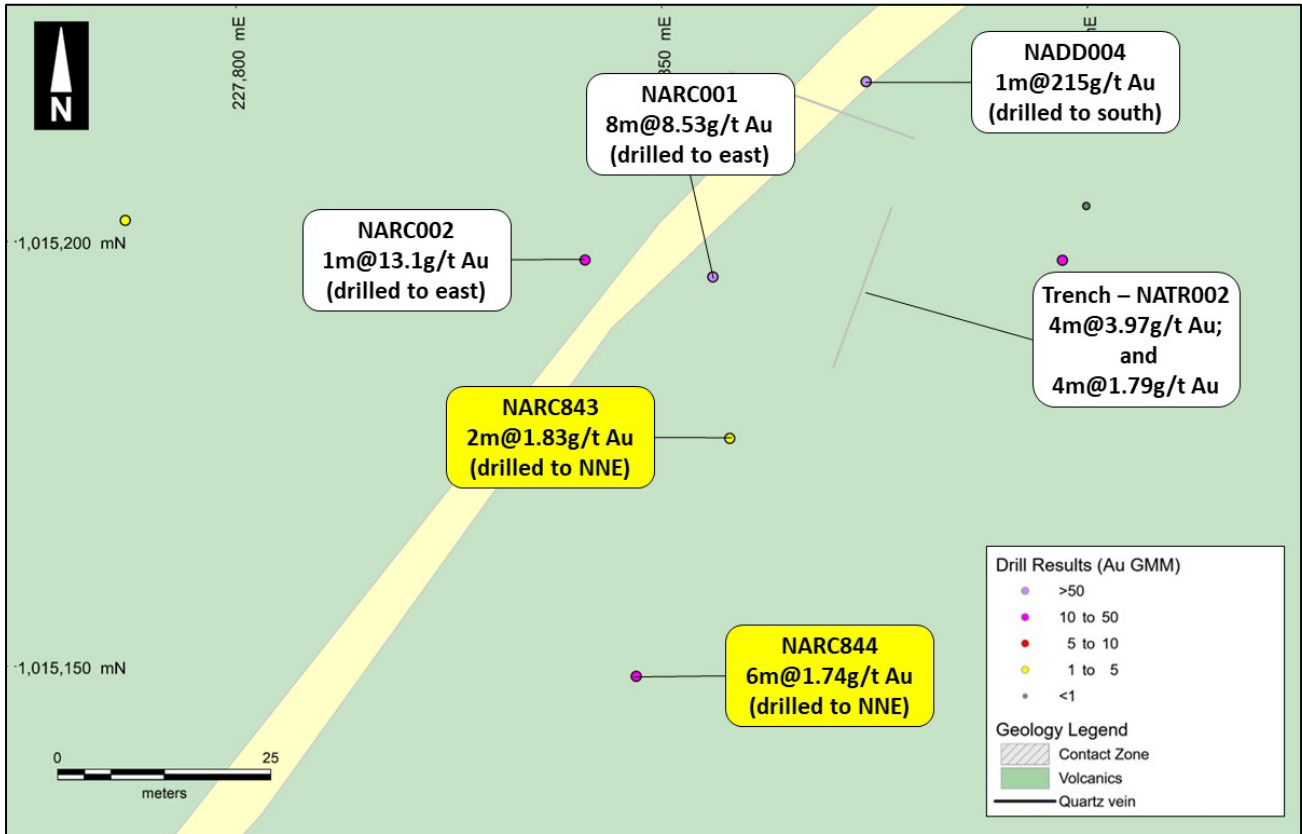 N
227,800 mE
850 mE
mE
NADD004
1m@215g/t Au
(drilled to south)
NARC001
8m@8.53g/t Au
(drilled to east)
NARC002
1m@13.1g/t Au
(drilled to east)
1,015,200 mN
Trench – NATR002
4m@3.97g/t Au;
and
4m@1.79g/t Au
NARC843
2m@1.83g/t Au
(drilled to NNE)
NARC844
6m@1.74g/t Au
(drilled to NNE)
1,015,150 mN
0 25
meters
Drill Results (Au GMM)
>50
10 to 50
5 to 10
1 to 5
<1
Geology Legend
Contact Zone
Volcanics
Quartz vein